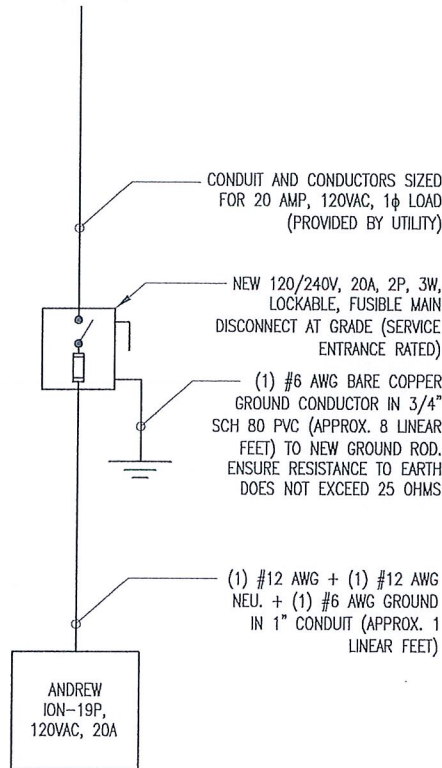 CONDUIT AND CONDUCTORS SIZED
FOR 20 AMP, 120VAC, 1ϕ LOAD
(PROVIDED BY UTILITY)
NEW 120/240V, 20A, 2P, 3W,
LOCKABLE, FUSIBLE MAIN
DISCONNECT AT GRADE (SERVICE
ENTRANCE RATED)
(1) #6 AWG BARE COPPER
GROUND CONDUCTOR IN 3/4"
SCH 80 PVC (APPROX. 8 LINEAR
FEET) TO NEW GROUND ROD.
ENSURE RESISTANCE TO EARTH
DOES NOT EXCEED 25 OHMS
(1) #12 AWG + (1) #12 AWG
NEU. + (1) #6 AWG GROUND
IN 1" CONDUIT (APPROX. 1
LINEAR FEET)
ANDREW
ION-19P,
120VAC, 20A